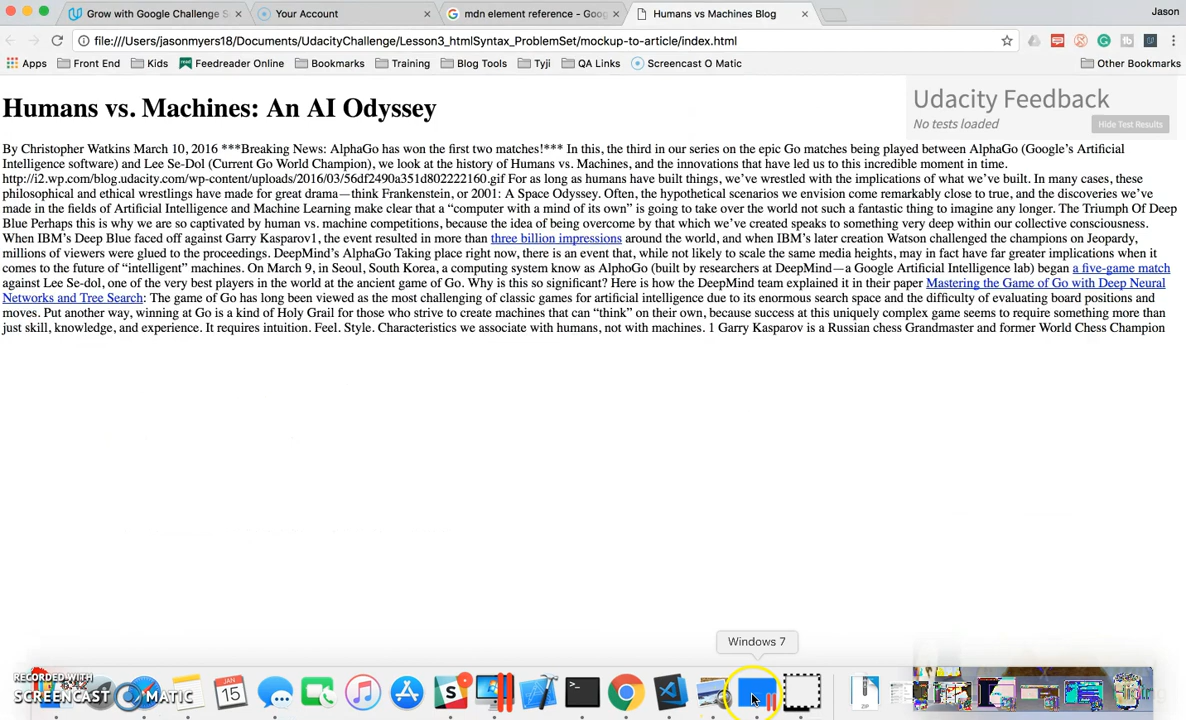 Grow with Google Challenge S
Your Account
mdn element reference - Goog
Humans vs Machines Blog
Jason
file:///Users/jasonmyers18/Documents/UdacityChallenge/Lesson3_htmlSyntax_ProblemSet/mockup-to-article/index.html
Apps Front End Kids Feedreader Online Bookmarks Training Blog Tools Tyji QA Links Screencast O Matic Other Bookmarks
Humans vs. Machines: An AI Odyssey
Udacity Feedback
No tests loaded
Hide Test Results
By Christopher Watkins March 10, 2016 ***Breaking News: AlphaGo has won the first two matches!*** In this, the third in our series on the epic Go matches being played between AlphaGo (Google's Artificial
Intelligence software) and Lee Se-Dol (Current Go World Champion), we look at the history of Humans vs. Machines, and the innovations that have led us to this incredible moment in time.
http://i2.wp.com/blog.udacity.com/wp-content/uploads/2016/03/56df2490a351d802222160.gif For as long as humans have built things, we've wrestled with the implications of what we've built. In many cases, these
philosophical and ethical wrestlings have made for great drama—think Frankenstein, or 2001: A Space Odyssey. Often, the hypothetical scenarios we envision come remarkably close to true, and the discoveries we've
made in the fields of Artificial Intelligence and Machine Learning make clear that a “computer with a mind of its own” is going to take over the world not such a fantastic thing to imagine any longer. The Triumph Of Deep
Blue Perhaps this is why we are so captivated by human vs. machine competitions, because the idea of being overcome by that which we've created speaks to something very deep within our collective consciousness.
When IBM's Deep Blue faced off against Garry Kasparov1, the event resulted in more than three billion impressions around the world, and when IBM's later creation Watson challenged the champions on Jeopardy,
millions of viewers were glued to the proceedings. DeepMind's AlphaGo Taking place right now, there is an event that, while not likely to scale the same media heights, may in fact have far greater implications when it
comes to the future of “intelligent” machines. On March 9, in Seoul, South Korea, a computing system know as AlphoGo (built by researchers at DeepMind—a Google Artificial Intelligence lab) began a five-game match
against Lee Se-dol, one of the very best players in the world at the ancient game of Go. Why is this so significant? Here is how the DeepMind team explained it in their paper Mastering the Game of Go with Deep Neural
Networks and Tree Search: The game of Go has long been viewed as the most challenging of classic games for artificial intelligence due to its enormous search space and the difficulty of evaluating board positions and
moves. Put another way, winning at Go is a kind of Holy Grail for those who strive to create machines that can “think” on their own, because success at this uniquely complex game seems to require something more than
just skill, knowledge, and experience. It requires intuition. Feel. Style. Characteristics we associate with humans, not with machines. 1 Garry Kasparov is a Russian chess Grandmaster and former World Chess Champion
Windows 7
RECORDED WITH
SCREENCAST MATIC
15
ZIP